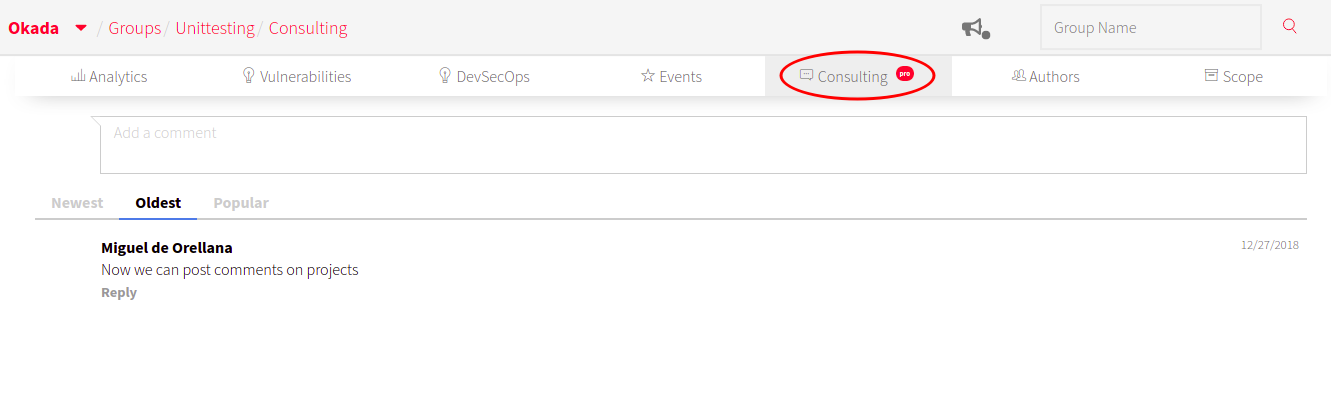 Okada / Groups / Unittesting / Consulting
Group Name
Analytics Vulnerabilities DevSecOps Events Consulting pro Authors Scope
Add a comment
Newest Oldest Popular
Miguel de Orellana 12/27/2018
Now we can post comments on projects
Reply